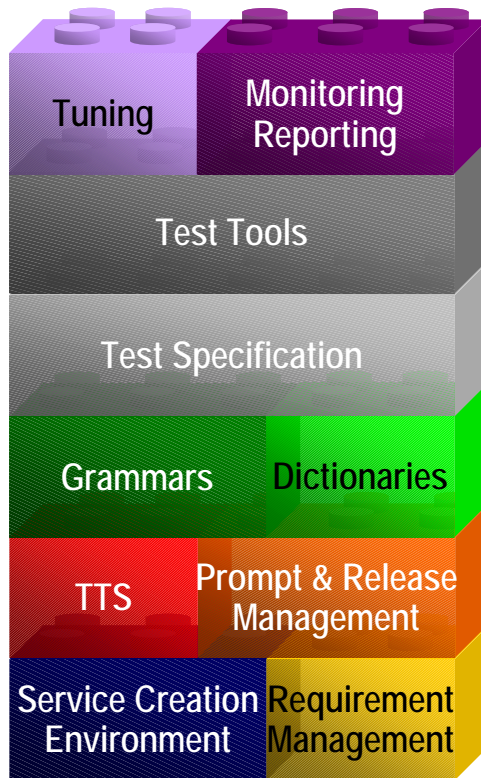 Tuning
Monitoring
Reporting
Test Tools
Test Specification
Grammars
Dictionaries
TTS
Prompt & Release
Management
Service Creation
Environment
Requirement
Management